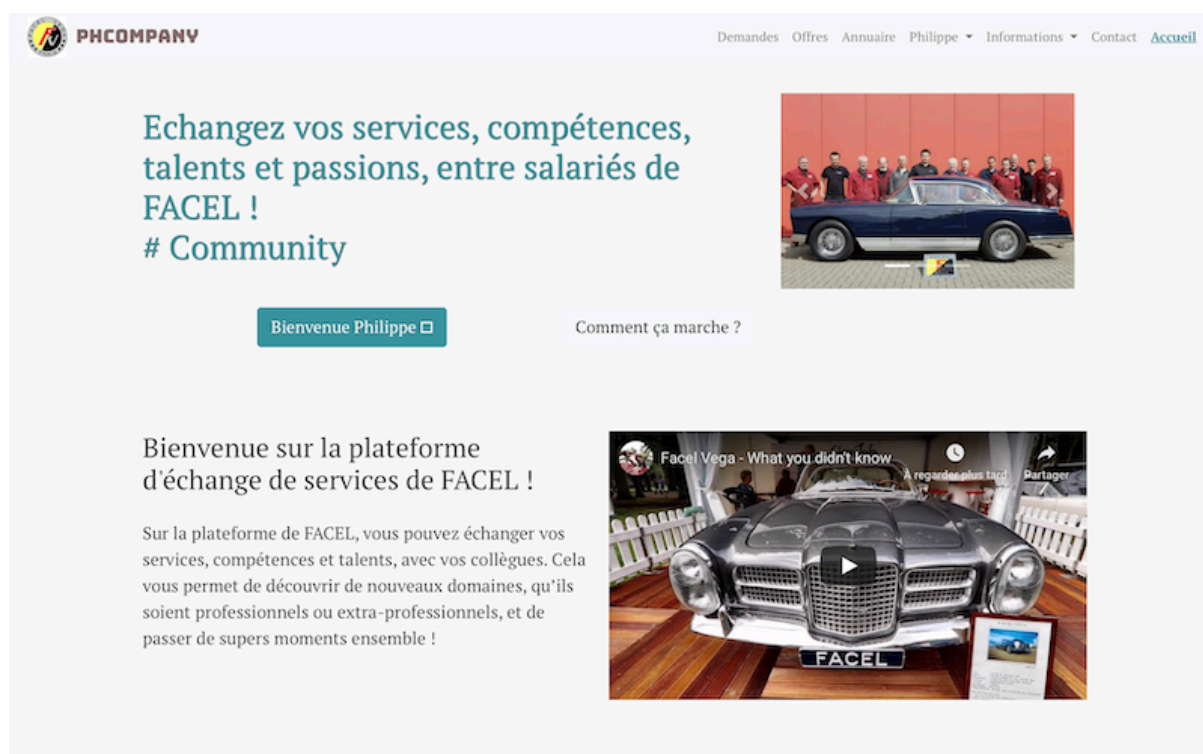 PHCOMPANY
Demandes Offres Annuaire Philippe Informations Contact Accueil
Echangez vos services, compétences,
talents et passions, entre salariés de
FACEL !
# Community
Bienvenue Philippe
Comment ça marche ?
Bienvenue sur la plateforme
d'échange de services de FACEL !
Sur la plateforme de FACEL, vous pouvez échanger vos
services, compétences et talents, avec vos collègues. Cela
vous permet de découvrir de nouveaux domaines, qu’ils
soient professionnels ou extra-professionnels, et de
passer de supers moments ensemble !
Facel Vega - What you didn't know
À regarder plus tard
Partager
FACEL